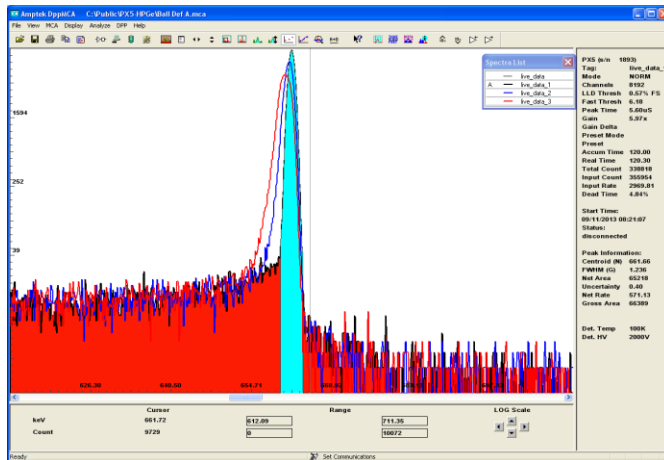 Amptek DppMCA C:\Public\PX5-HPGe\Ball Def A.mca
File View MCA Display Analyze DPP Help
Spectra List
live_data
A live_data_1
live_data_2
live_data_3
1594
252
39
626.30
640.50
654.71
Cursor Range LOG Scale
keV 661.72 612.09 711.35
Count 9729 0 10072
Ready Set Communications
PX5 (s/n 1893)
Tag: live_data_
Mode NORM
Channels 8192
LLD Thresh 0.57% FS
Fast Thresh 6.18
Peak Time 5.60uS
Gain 5.97x
Gain Delta
Preset Mode
Preset
Accum Time 120.00
Real Time 120.30
Total Count 338818
Input Count 355954
Input Rate 2969.81
Dead Time 4.84%
Start Time:
09/11/2013 08:21:07
Status:
disconnected
Peak Information:
Centroid (N) 661.66
FWHM (G) 1.236
Net Area 65218
Uncertainty 0.40
Net Rate 571.13
Gross Area 66389
Det. Temp 100K
Det. HV 2000V